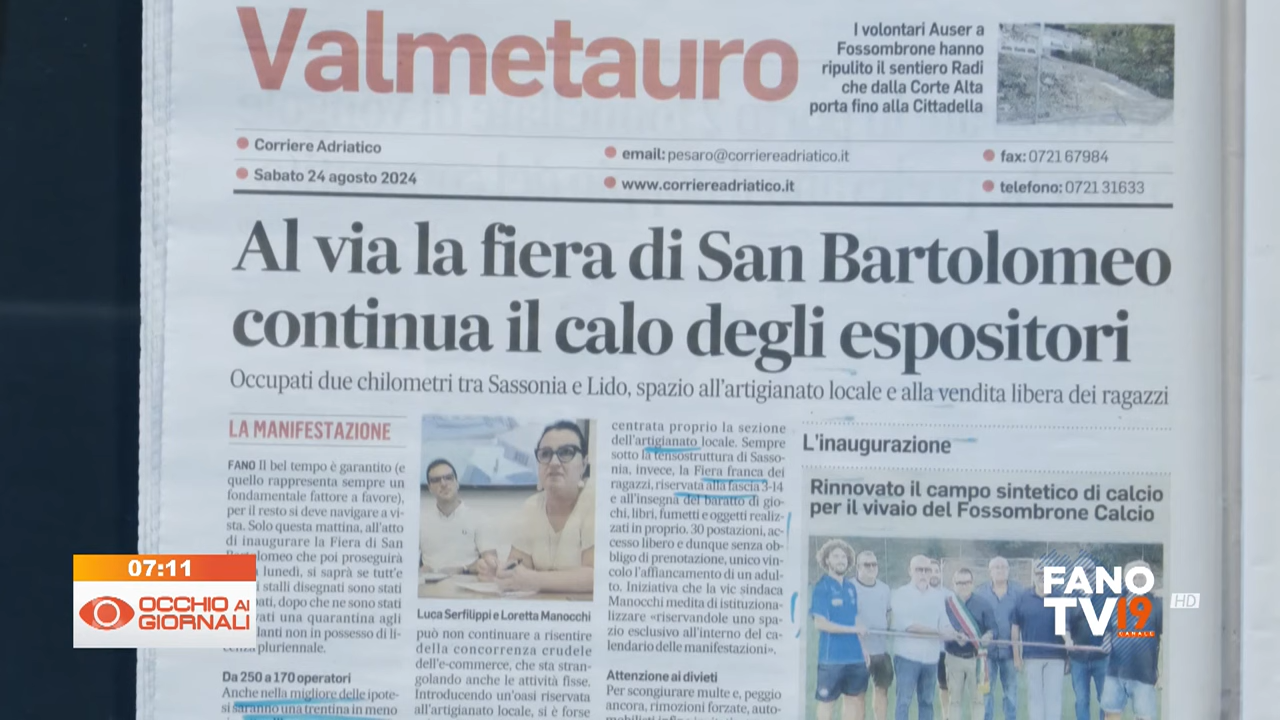 Valmetauro
I volontari Auser a
Fossombrone hanno
ripulito il sentiero Radi
che dalla Corte Alta
porta fino alla Cittadella
Corriere Adriatico
Sabato 24 agosto 2024
email: pesaro@corriereadriatico.it
www.corriereadriatico.it
fax: 0721 67984
telefono: 0721 31633
Al via la fiera di San Bartolomeo
continua il calo degli espositori
Occupati due chilometri tra Sassonia e Lido, spazio all'artigianato locale e alla vendita libera dei ragazzi
LA MANIFESTAZIONE
FANO Il bel tempo è garantito (e
quello rappresenta sempre un
fondamentale fattore a favore),
per il resto si deve navigare a vi-
sta. Solo questa mattina, all'atto
di inaugurare la Fiera di San
Bartolomeo che poi proseguirà
lunedì, si saprà se tutt'e
stalli disegnati sono stati
ati, dopo che ne sono stati
ati una quarantina agli
anti non in possesso di li-
pluriennale.
Da 250 a 170 operatori
Anche nella migliore delle ipote-
si saranno una trentina in meno
Luca Serfilippi e Loretta Manocchi
può non continuare a risentire
della concorrenza crudele
dell'e-commerce, che sta stran-
golando anche le attività fisse.
Introducendo un'oasi riservata
all'artigianato locale, si è forse
centrata proprio la sezione
dell'artigianato locale. Sempre
sotto la tensostruttura di Sasso-
nia, invece, la Fiera franca dei
ragazzi, riservata alla fascia 3-14
e all'insegna del baratto di gio-
chi, libri, fumetti e oggetti realiz-
zati in proprio. 30 postazioni, ac-
cesso libero e dunque senza ob-
bligo di prenotazione, unico vin-
colo l'affiancamento di un adul-
to. Iniziativa che la vic sindaca
Manocchi medita di istituziona-
lizzare «riservandole uno spa-
zio esclusivo all'interno del ca-
lendario delle manifestazioni».
Attenzione ai divieti
Per scongiurare multe e, peggio
ancora, rimozioni forzate, auto-
L'inaugurazione
Rinnovato il campo sintetico di calcio
per il vivaio del Fossombrone Calcio
07:11
OCCHIO AI
GIORNALI
FANO
TV19
CANALE
HD